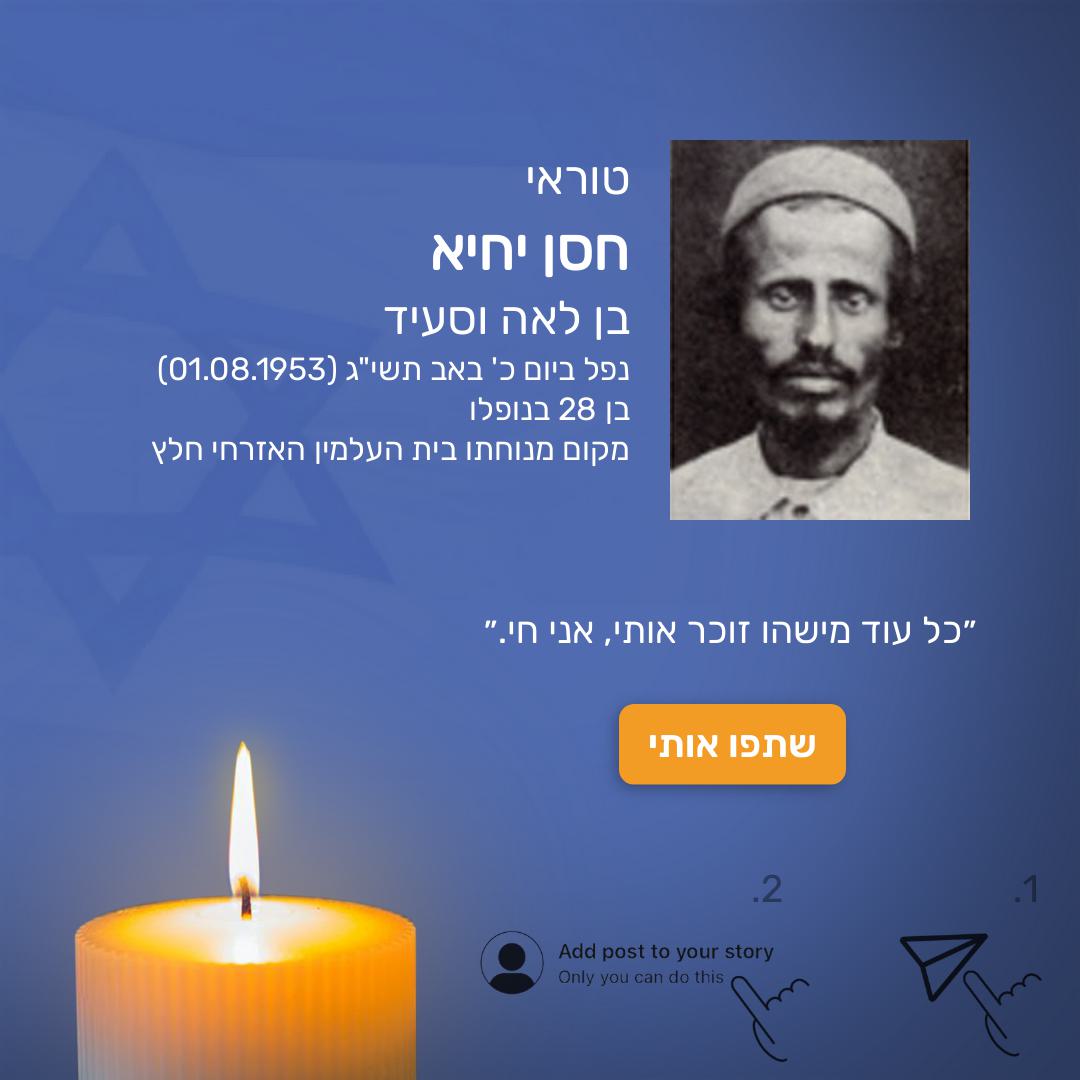 טוראי
חסן יחיא
בן לאה וסעיד
נפל ביום כ' באב תשי"ג (01.08.1953)
בן 28 בנופלו
מקום מנוחתו בית העלמין האזרחי חלץ
״כל עוד מישהו זוכר אותי, אני חי.״
שתפו אותי
1.
2.
Add post to your story
Only you can do this